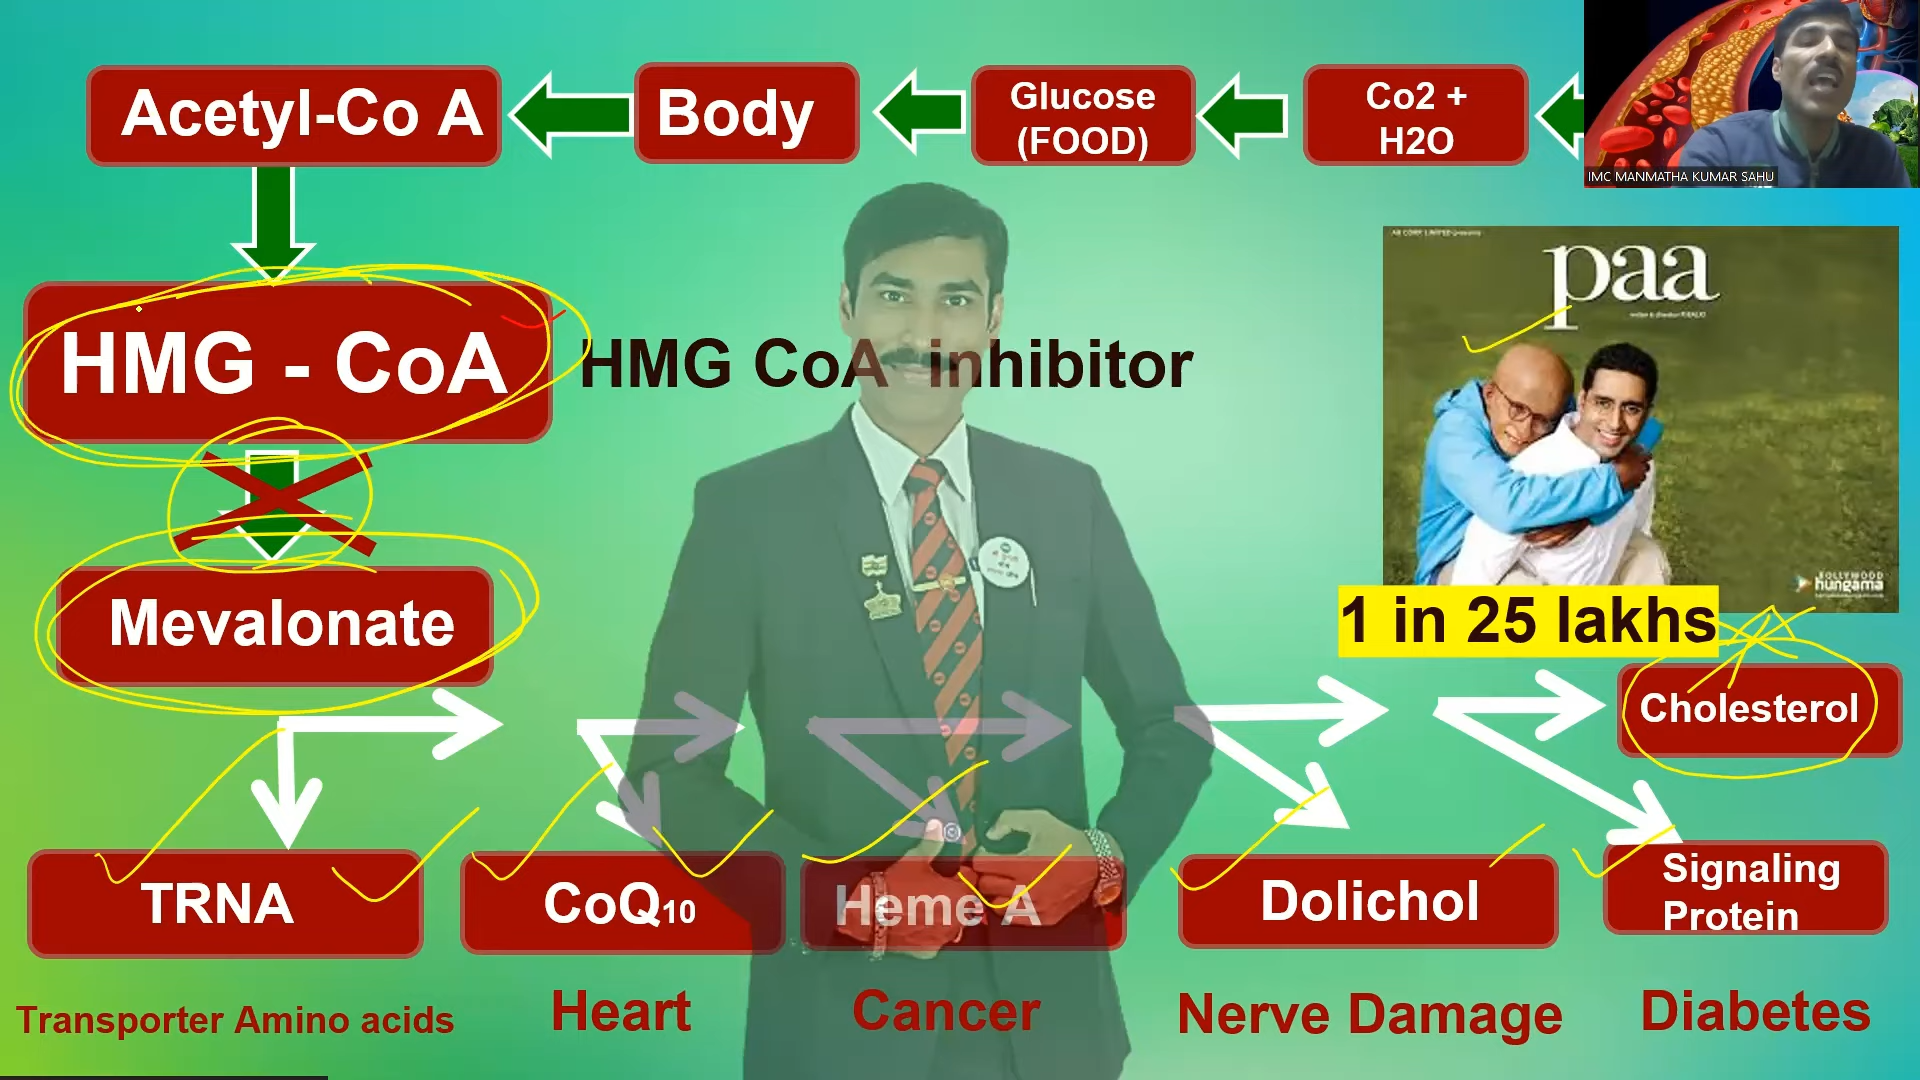 Acetyl-Co A
Body
Glucose
(FOOD)
Co2 +
H2O
IMC MANMATHA KUMAR SAHU
HMG - CoA
HMG CoA inhibitor
paa
Mevalonate
BOLLYWOOD
hungama
1 in 25 lakhs
Cholesterol
TRNA
CoQ10
Heme A
Dolichol
Signaling
Protein
Transporter Amino acids
Heart
Cancer
Nerve Damage
Diabetes